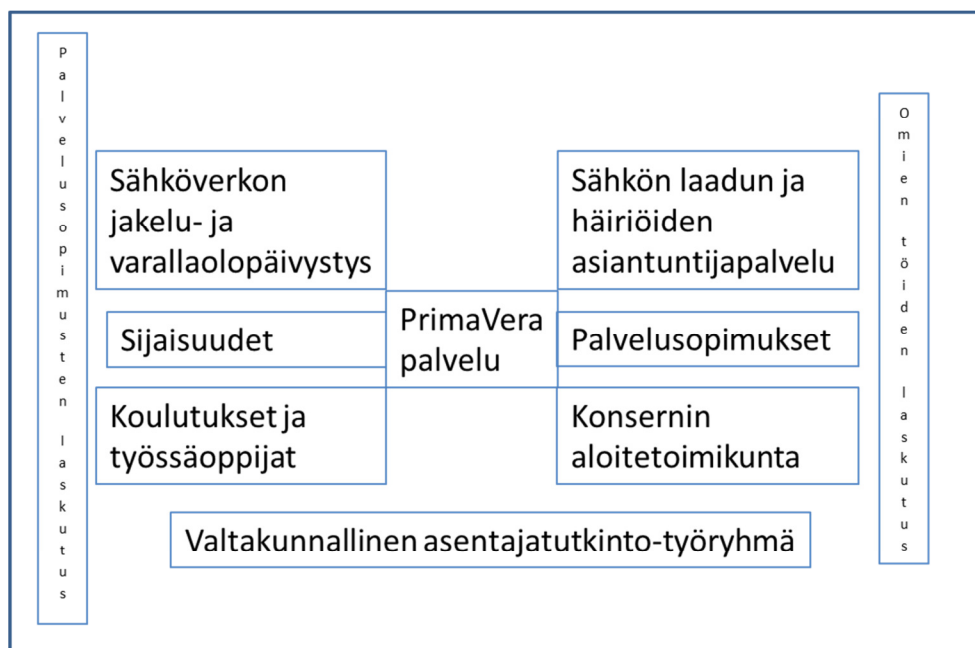 Palvelusopimusten laskutus
Sähköverkon
jakelu- ja
varallaolopäivystys
Sijaisuudet
Koulutukset ja
työssäoppijat
PrimaVera
palvelu
Sähkön laadun ja
häiriöiden
asiantuntijapalvelu
Palvelusopimukset
Konsernin
aloitetoimikunta
Valtakunnallinen asentajatutkinto-työryhmä
Omien töiden laskutus